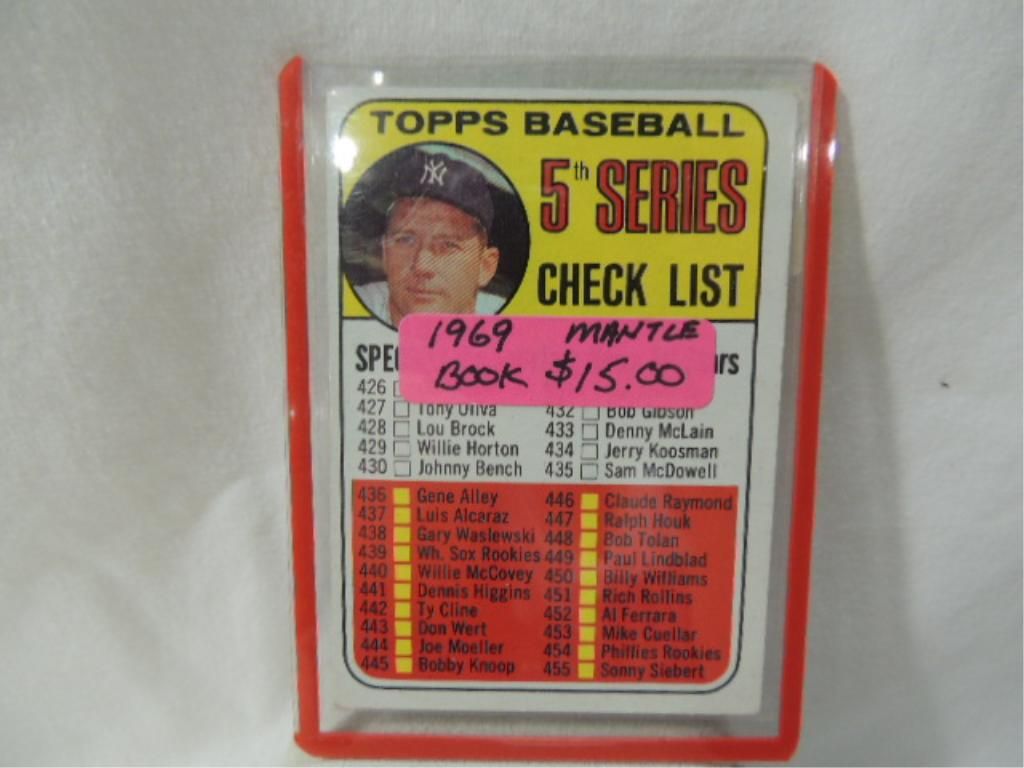 TOPPS BASEBALL
NY
5th SERIES
CHECK LIST
1969 MANTLE
BOOK $15.00
426
427 Tony Oliva 432 Bob Gibson
428 Lou Brock 433 Denny McLain
429 Willie Horton 434 Jerry Koosman
430 Johnny Bench 435 Sam McDowell
436 Gene Alley 446 Claude Raymond
437 Luis Alcaraz 447 Ralph Houk
438 Gary Waslewski 448 Bob Tolan
439 Wh. Sox Rookies 449 Paul Lindblad
440 Willie McCovey 450 Billy Williams
441 Dennis Higgins 451 Rich Rollins
442 Ty Cline 452 Al Ferrara
443 Don Wert 453 Mike Cuellar
444 Joe Moeller 454 Phillies Rookies
445 Bobby Knoop 455 Sonny Siebert